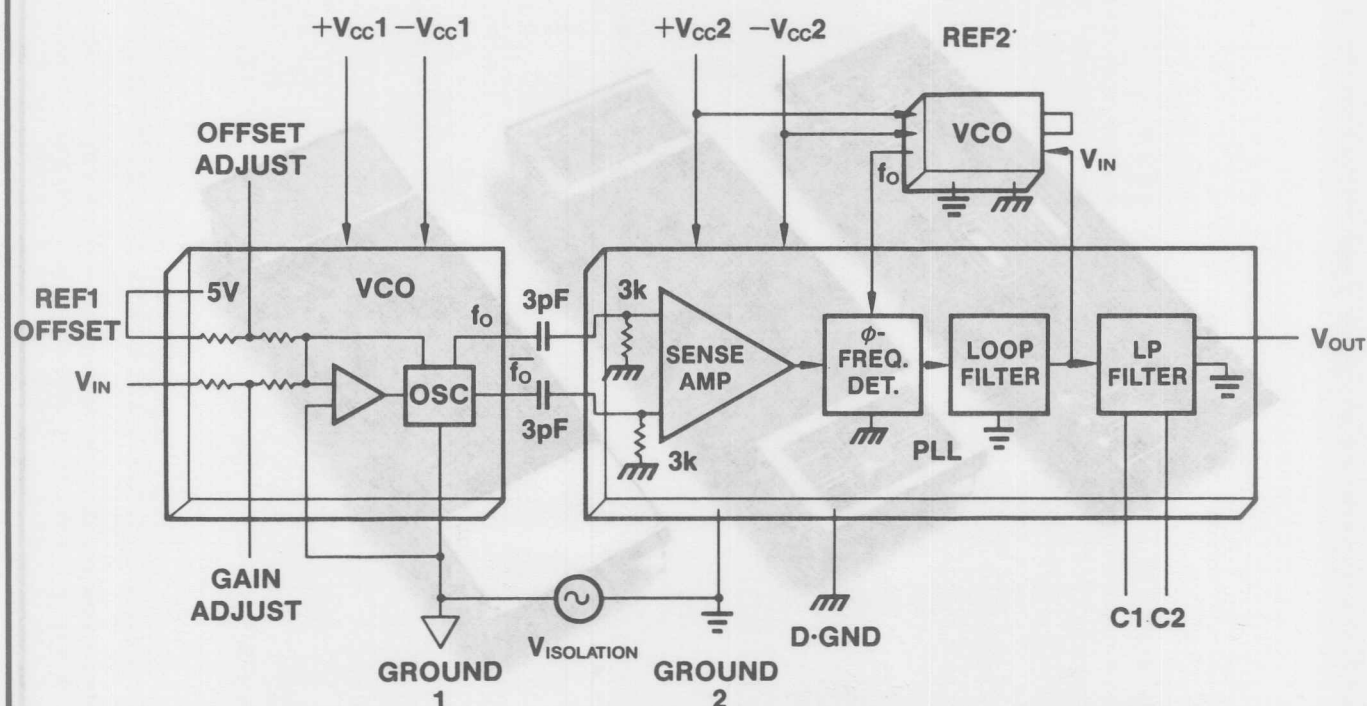 +VCC1 −VCC1
+VCC2 −VCC2
REF2
OFFSET
ADJUST
VCO
fO
VIN
REF1
OFFSET
5V
VCO
fO
3pF
3k
VIN
OSC
fO
3pF
3k
SENSE
AMP
ϕ-
FREQ.
DET.
LOOP
FILTER
LP
FILTER
VOUT
PLL
GAIN
ADJUST
VISOLATION
GROUND
1
GROUND
2
D·GND
C1 C2